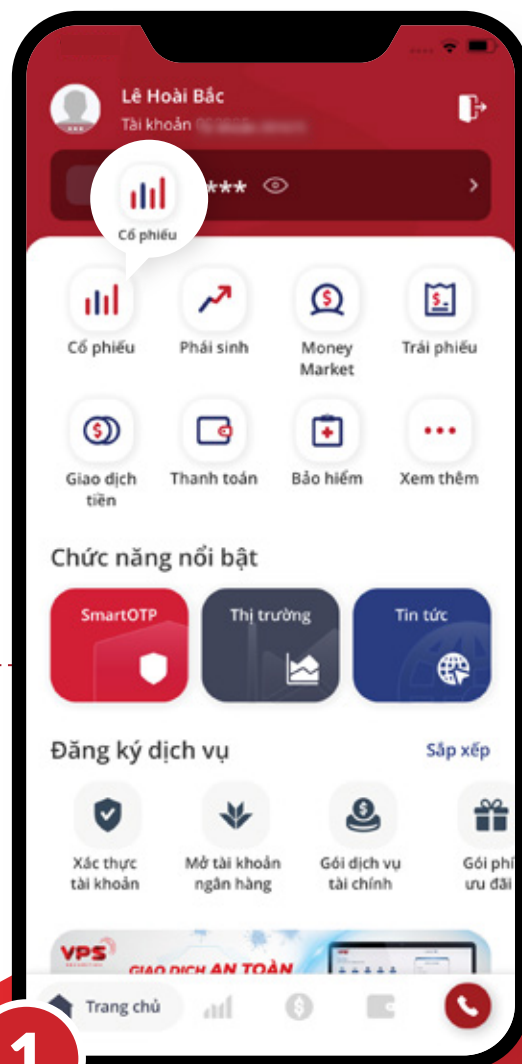 Lê Hoài Bắc
Tài khoản
*** 
Cổ phiếu
Cổ phiếu
Phái sinh
Money
Market
Trái phiếu
Giao dịch
tiền
Thanh toán
Bảo hiểm
Xem thêm
Chức năng nổi bật
SmartOTP
Thị trường
Tin tức
Đăng ký dịch vụ
Sắp xếp
Xác thực
tài khoản
Mở tài khoản
ngân hàng
Gói dịch vụ
tài chính
Gói phí
ưu đãi
VPS
GIAO DỊCH AN TOÀN
Trang chủ
1